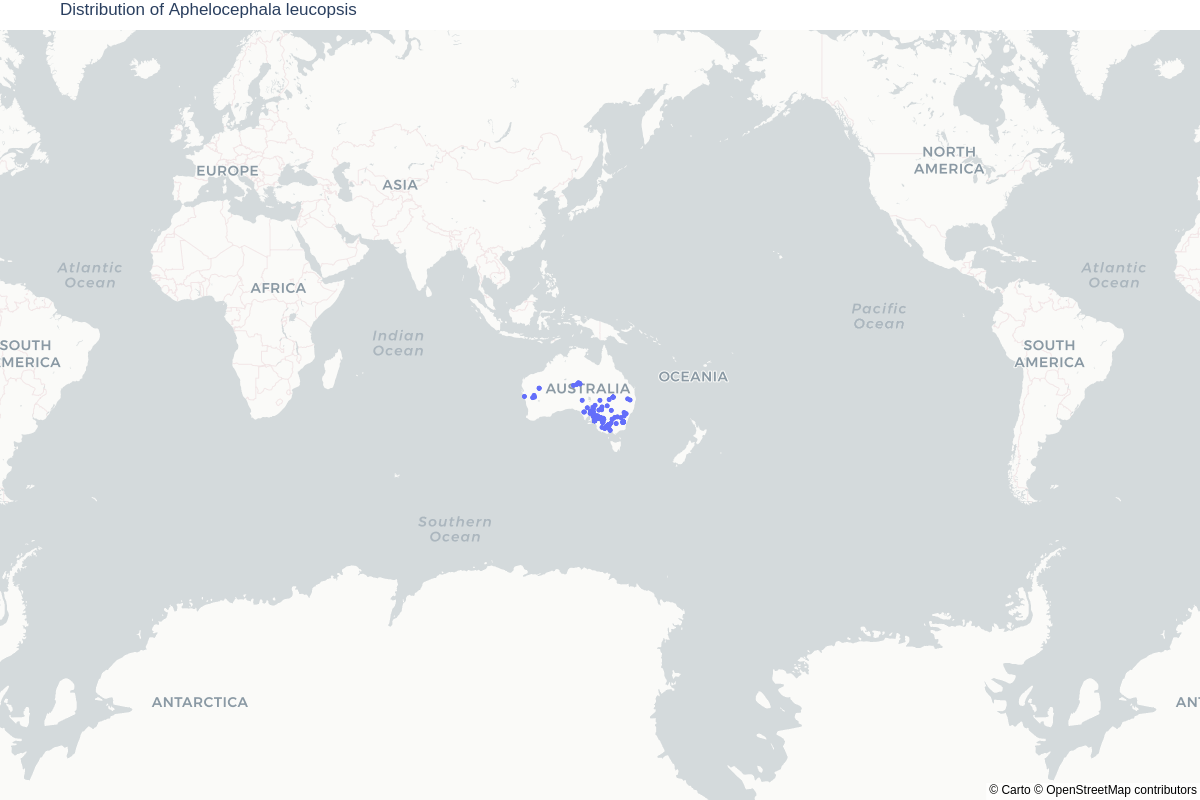 Distribution of Aphelocephala leucopsis
NORTH
AMERICA
EUROPE
ASIA
Atlantic
Ocean
Atlantic
Ocean
AFRICA
Pacific
Ocean
Indian
Ocean
SOUTH
AMERICA
SOUTH
MERICA
OCEANIA
AUSTRALIA
Southern
Ocean
ANTARCTICA
ANT
© Carto © OpenStreetMap contributors